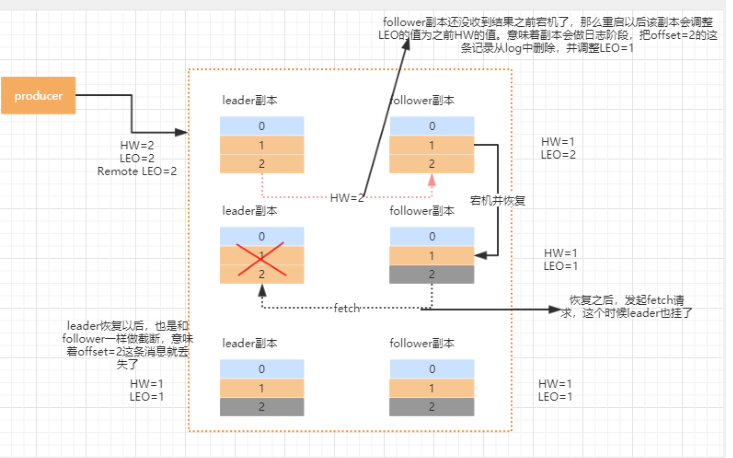 follower副本还没收到结果之前宕机了，那么重启以后该副本会调整
LEO的值为之前HW的值。意味着副本会做日志阶段，把offset=2的这
条记录从log中删除，并调整LEO=1
producer
leader副本
follower副本
0
0
1
1
2
2
HW=2
LEO=2
Remote LEO=2
HW=1
LEO=2
HW=2
宕机并恢复
leader副本
follower副本
0
0
1
1
2
2
HW=1
LEO=1
fetch
恢复之后，发起fetch请
求，这个时候leader也挂了
leader恢复以后，也是和
follower一样做截断，意味
着offset=2这条消息就丢
失了
leader副本
follower副本
0
0
1
1
2
2
HW=1
LEO=1
HW=1
LEO=1